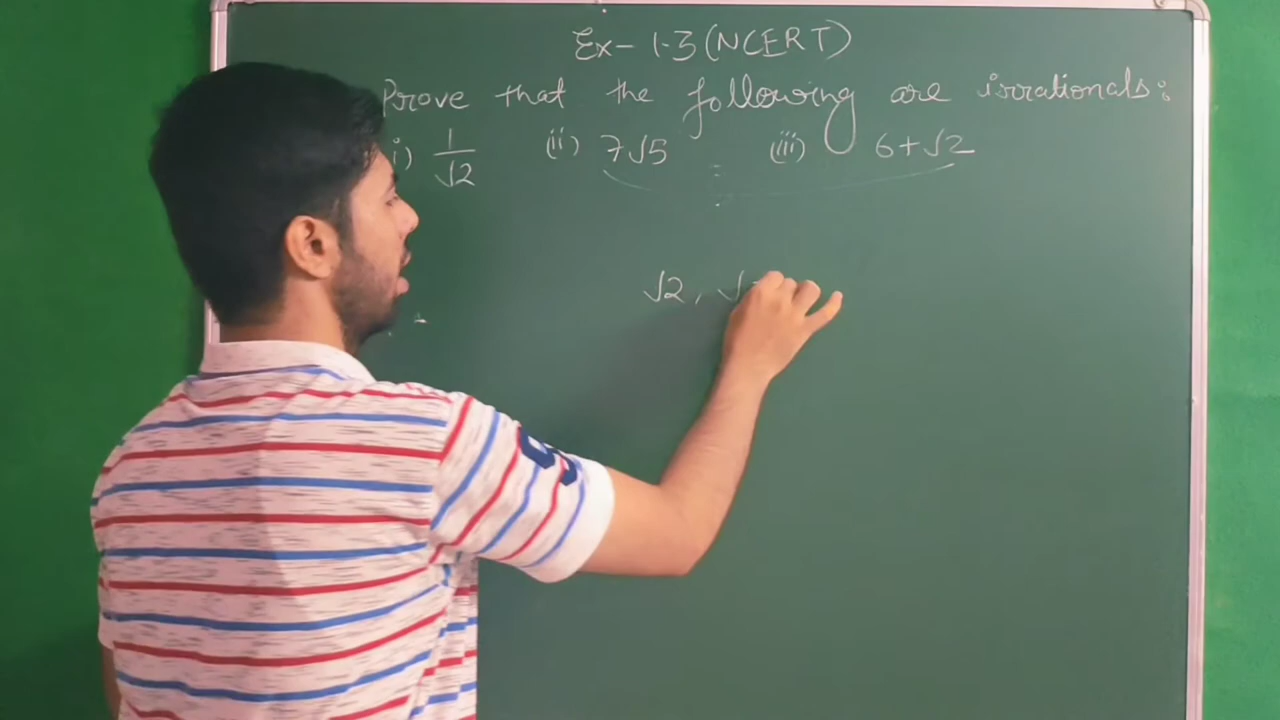 Ex- 1.3 (NCERT)
Prove that the following are irrationals:
i) 1/√2 (ii) 7√5 (iii) 6+√2
√2, √